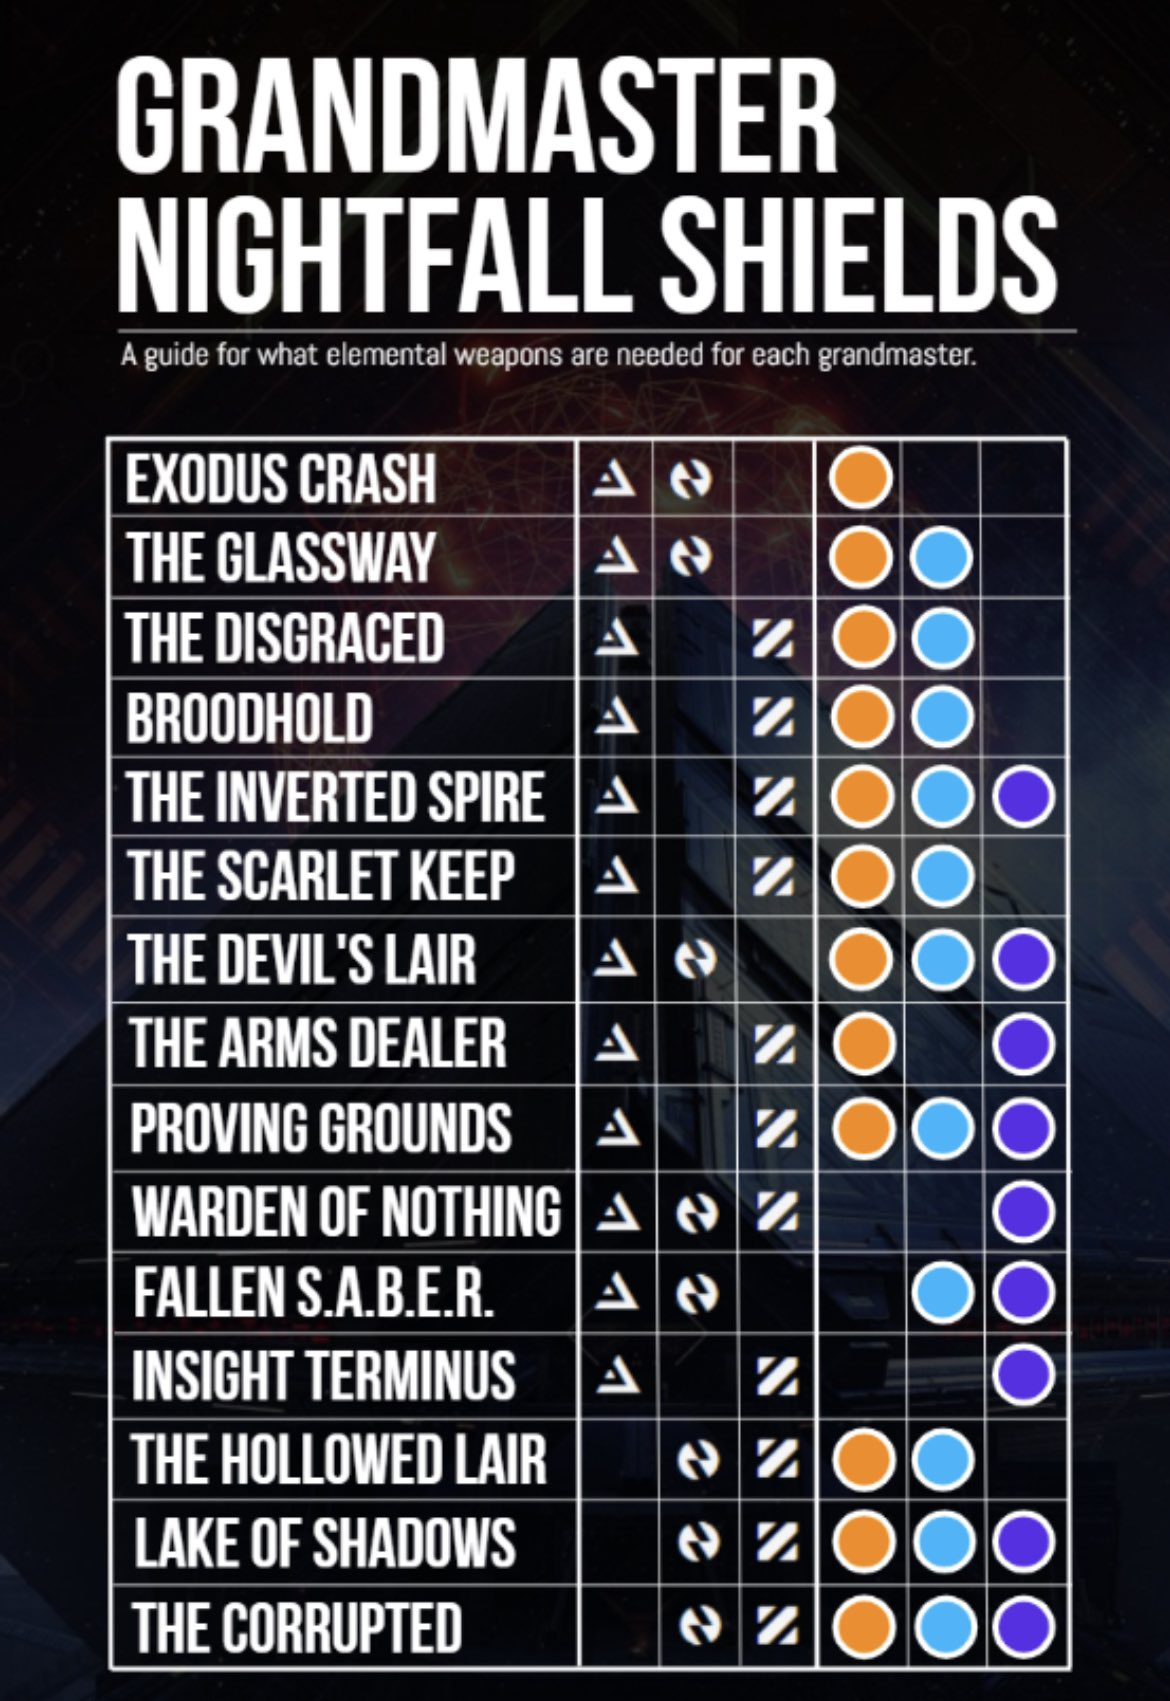 GRANDMASTER
NIGHTFALL SHIELDS
A guide for what elemental weapons are needed for each grandmaster.
EXODUS CRASH
THE GLASSWAY
THE DISGRACED
BROODHOLD
THE INVERTED SPIRE
THE SCARLET KEEP
THE DEVIL'S LAIR
THE ARMS DEALER
PROVING GROUNDS
WARDEN OF NOTHING
FALLEN S.A.B.E.R.
INSIGHT TERMINUS
THE HOLLOWED LAIR
LAKE OF SHADOWS
THE CORRUPTED